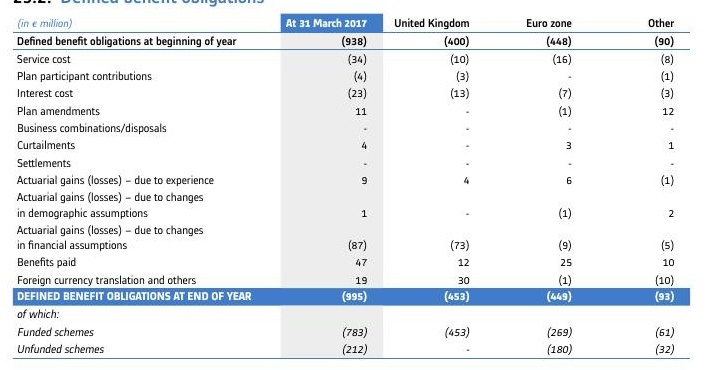 23.2. Defined benefit obligations
(in € million) At 31 March 2017 United Kingdom Euro zone Other
Defined benefit obligations at beginning of year (938) (400) (448) (90)
Service cost (34) (10) (16) (8)
Plan participant contributions (4) (3) - (1)
Interest cost (23) (13) (7) (3)
Plan amendments 11 - (1) 12
Business combinations/disposals - - - -
Curtailments 4 - 3 1
Settlements - - - -
Actuarial gains (losses) – due to experience 9 4 6 (1)
Actuarial gains (losses) – due to changes
in demographic assumptions 1 - (1) 2
Actuarial gains (losses) – due to changes
in financial assumptions (87) (73) (9) (5)
Benefits paid 47 12 25 10
Foreign currency translation and others 19 30 (1) (10)
DEFINED BENEFIT OBLIGATIONS AT END OF YEAR (995) (453) (449) (93)
of which:
Funded schemes (783) (453) (269) (61)
Unfunded schemes (212) - (180) (32)